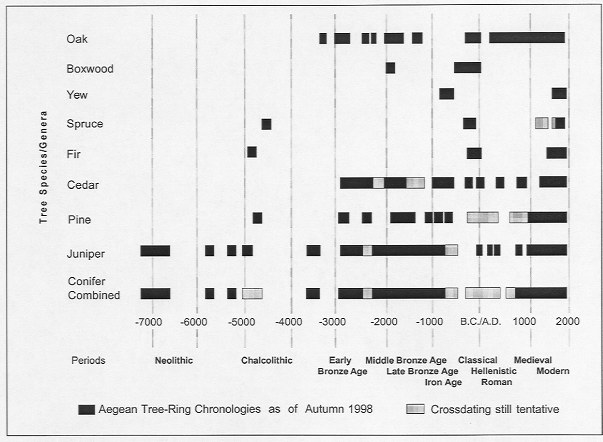 Tree Species/Genera
Oak
Boxwood
Yew
Spruce
Fir
Cedar
Pine
Juniper
Conifer
Combined
-7000 -6000 -5000 -4000 -3000 -2000 -1000 B.C./A.D. 1000 2000
Periods Neolithic Chalcolithic Early Middle Bronze Age Classical Medieval
Bronze Age Late Bronze Age Hellenistic Modern
Iron Age Roman
Aegean Tree-Ring Chronologies as of Autumn 1998 Crossdating still tentative